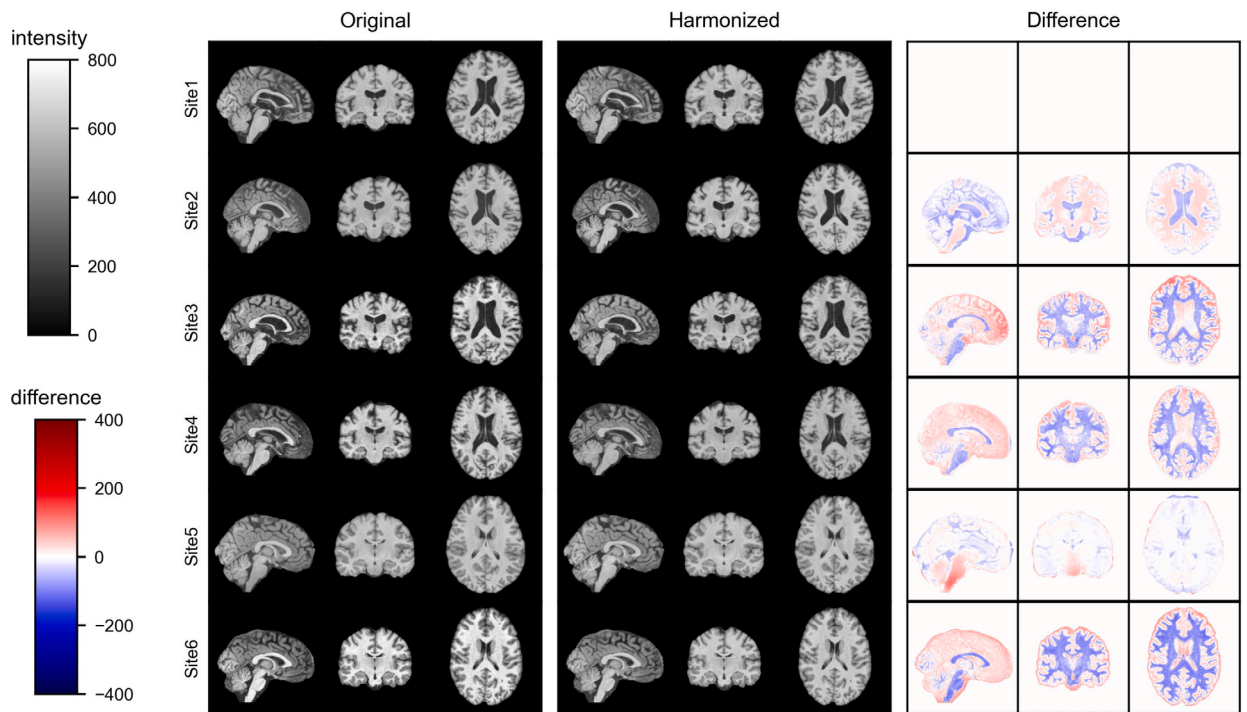 Original
Harmonized
Difference
intensity
800
600
400
200
0
difference
400
200
0
−200
−400
Site1
Site2
Site3
Site4
Site5
Site6